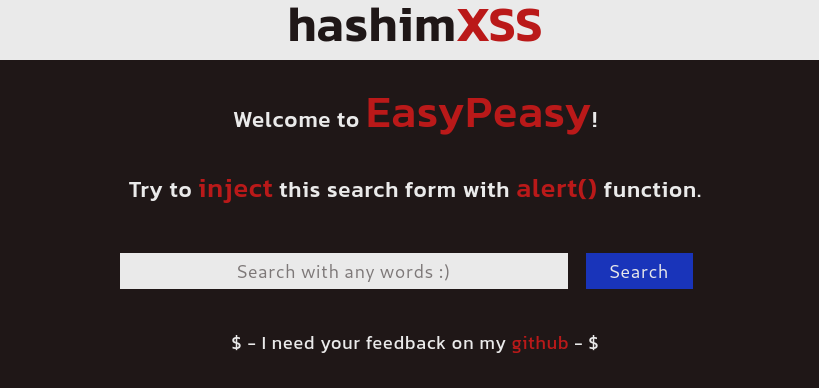 hashimXSS
Welcome to EasyPeasy!
Try to inject this search form with alert() function.
Search with any words :)
Search
$ - I need your feedback on my github - $